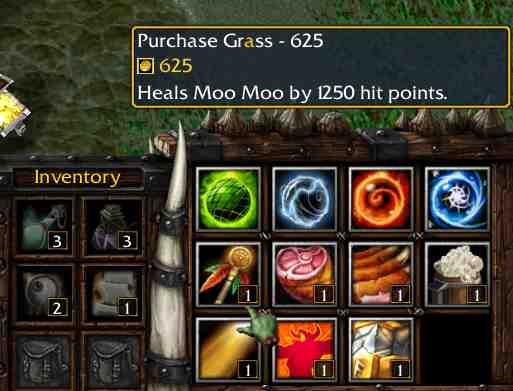 Purchase Grass - 625
625
Heals Moo Moo by 1250 hit points.
Inventory
3 3
2 1
1 1 1 1
1 1 1